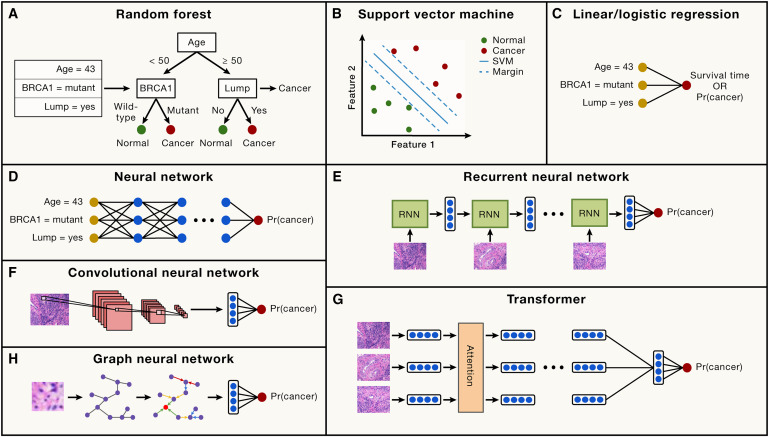 A Random forest
Age
< 50 ≥ 50
Age = 43
BRCA1 = mutant
Lump = yes
BRCA1 Lump Cancer
Wild-
type
Mutant No Yes
Normal Cancer Normal Cancer
B Support vector machine
Normal
Cancer
SVM
Margin
Feature 2
Feature 1
C Linear/logistic regression
Age = 43
BRCA1 = mutant
Lump = yes
Survival time
OR
Pr(cancer)
D Neural network
Age = 43
BRCA1 = mutant
Lump = yes
Pr(cancer)
E Recurrent neural network
RNN RNN RNN
Pr(cancer)
F Convolutional neural network
Pr(cancer)
G Transformer
Attention
Pr(cancer)
H Graph neural network
Pr(cancer)